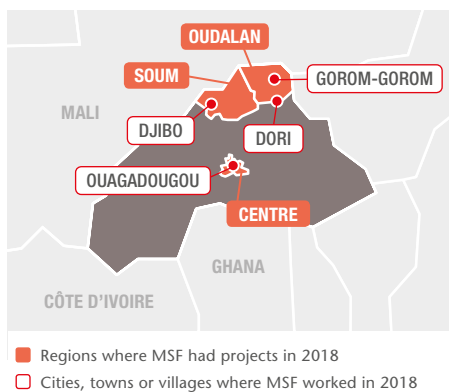 OUDALAN
SOUM
GOROM-GOROM
MALI
DJIBO
DORI
OUAGADOUGOU
CENTRE
GHANA
CÔTE D'IVOIRE
Regions where MSF had projects in 2018
Cities, towns or villages where MSF worked in 2018